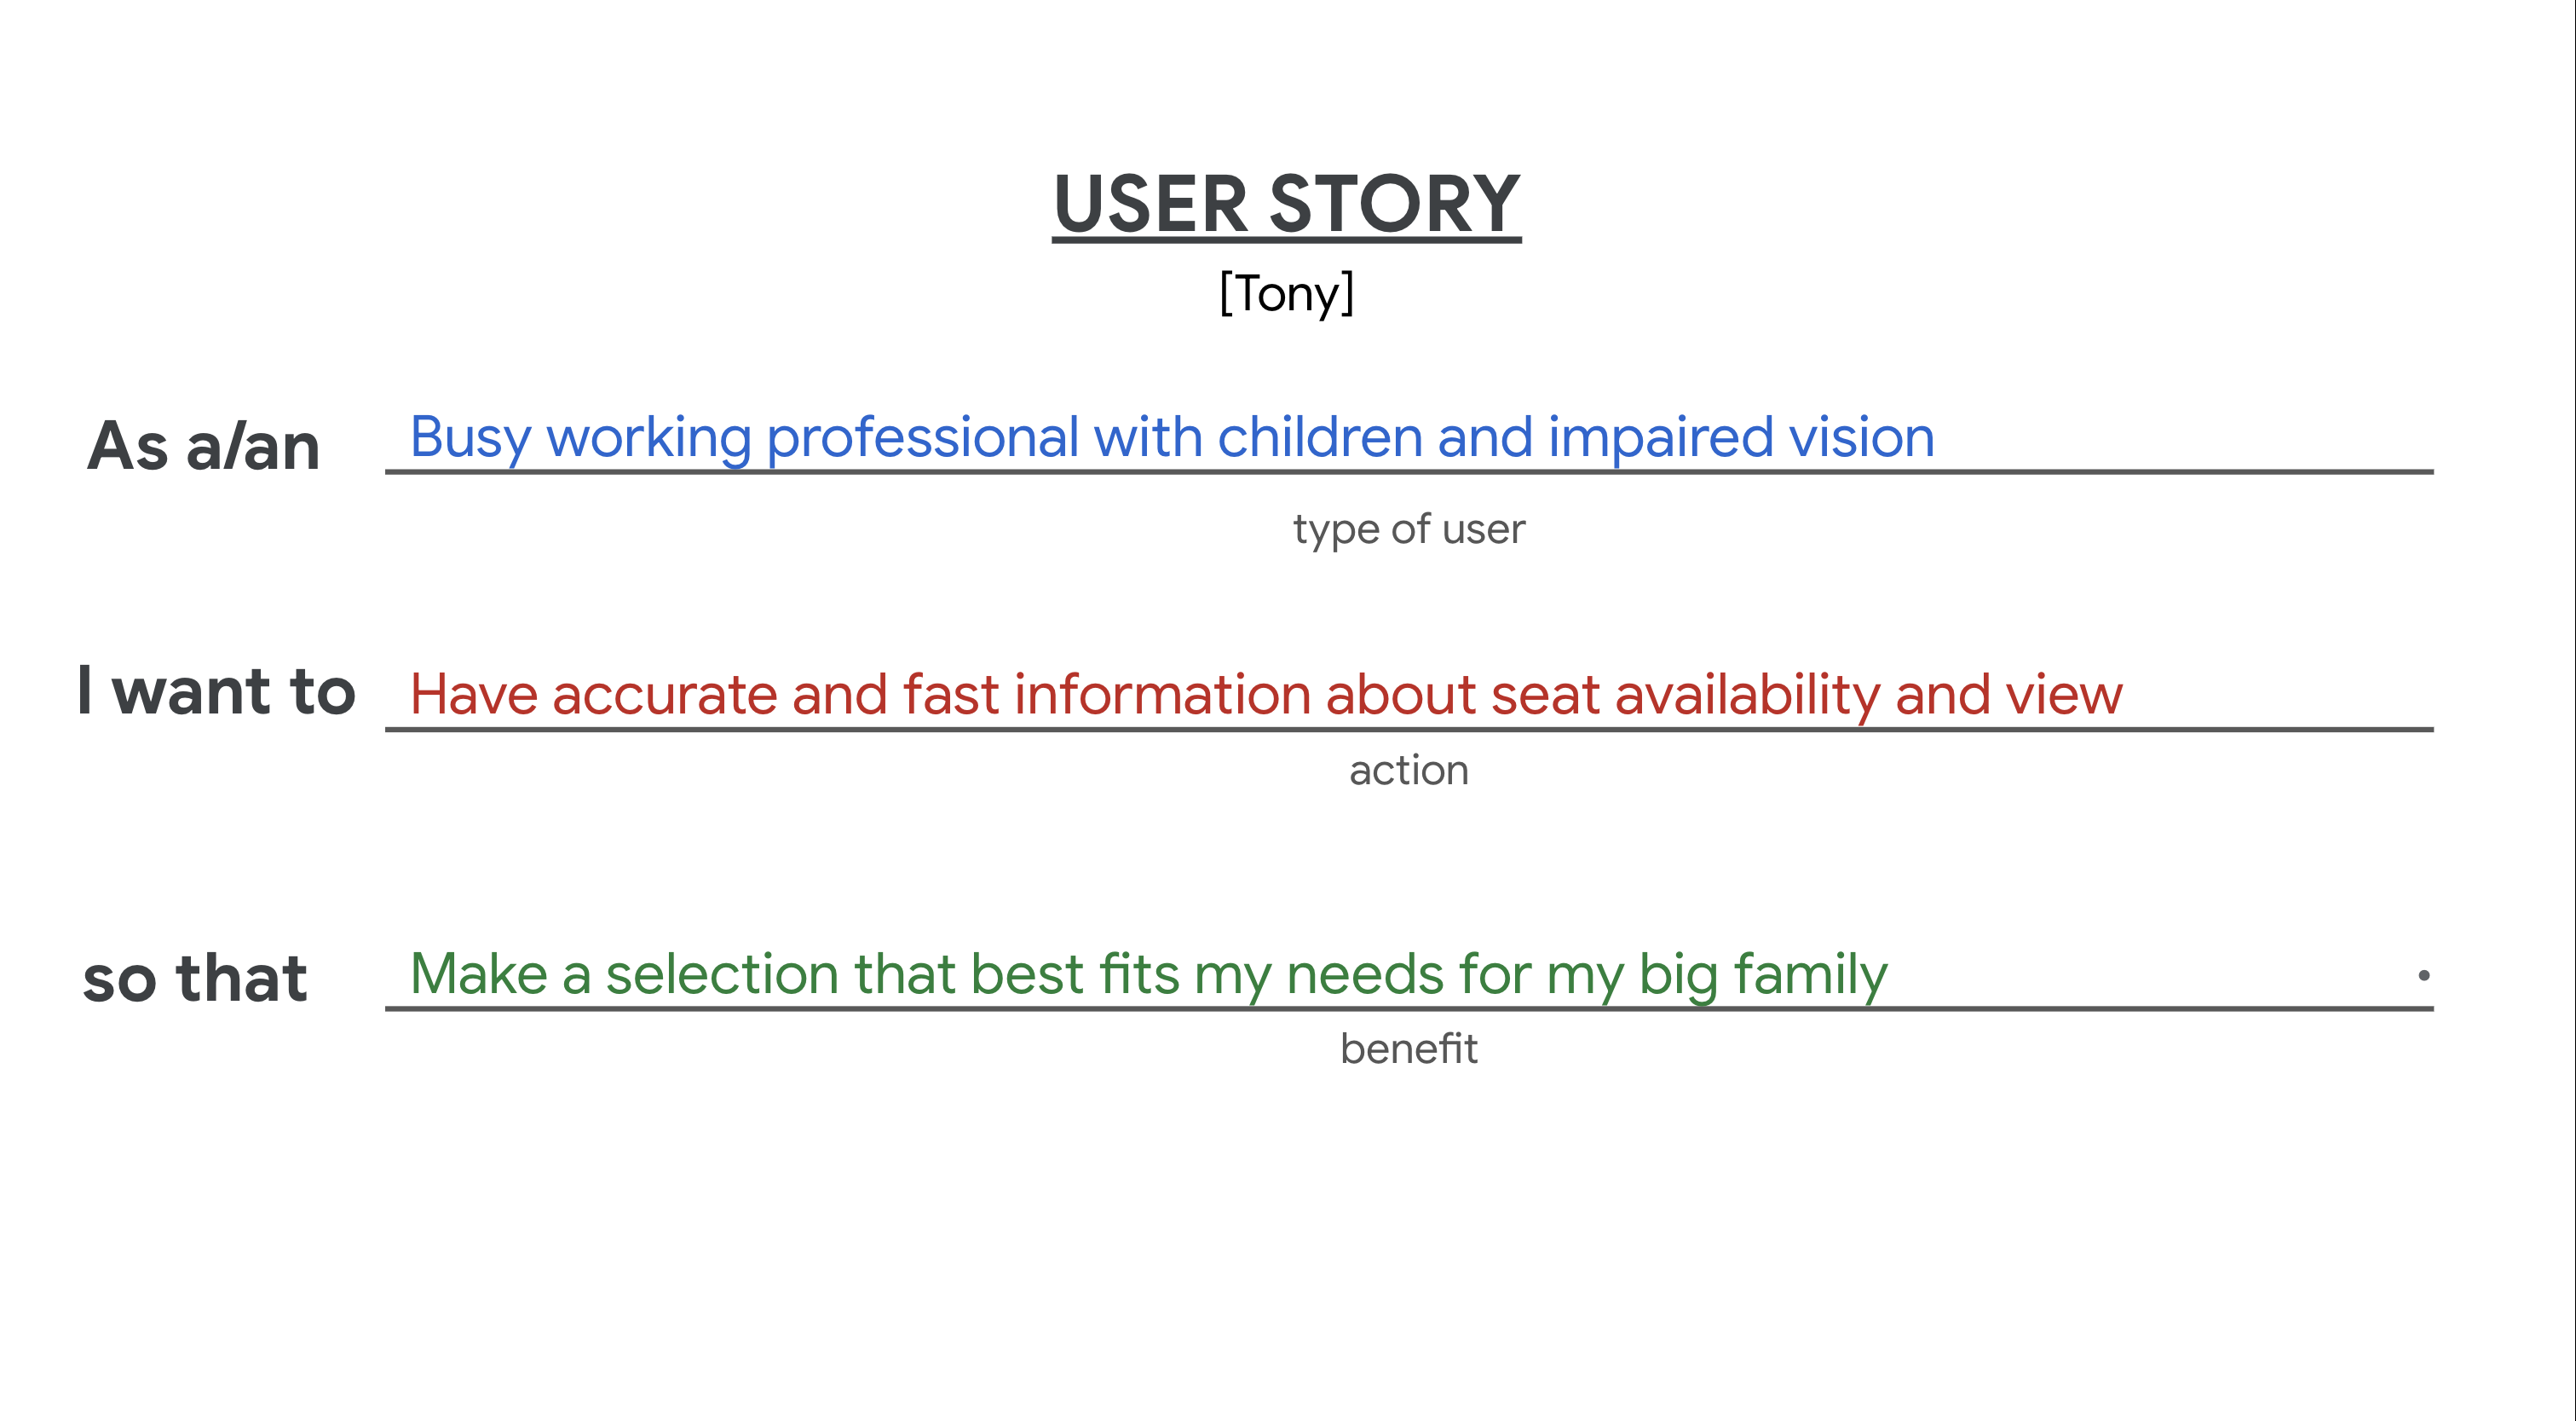 USER STORY
[Tony]
As a/an Busy working professional with children and impaired vision
type of user
I want to Have accurate and fast information about seat availability and view
action
so that Make a selection that best fits my needs for my big family .
benefit